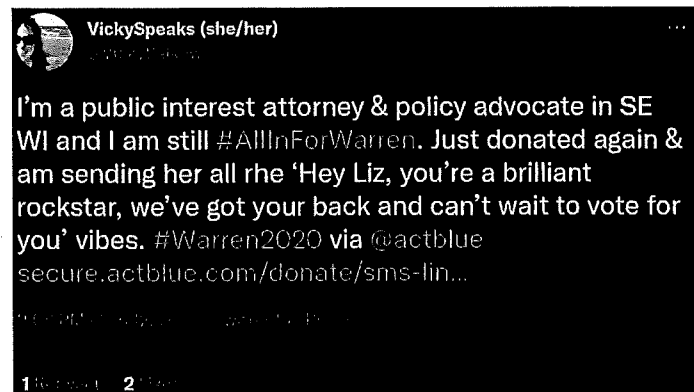 VickySpeaks (she/her)
I'm a public interest attorney & policy advocate in SE
WI and I am still #AllInForWarren. Just donated again &
am sending her all rhe 'Hey Liz, you're a brilliant
rockstar, we've got your back and can't wait to vote for
you' vibes. #Warren2020 via @actblue
secure.actblue.com/donate/sms-lin...
1 2